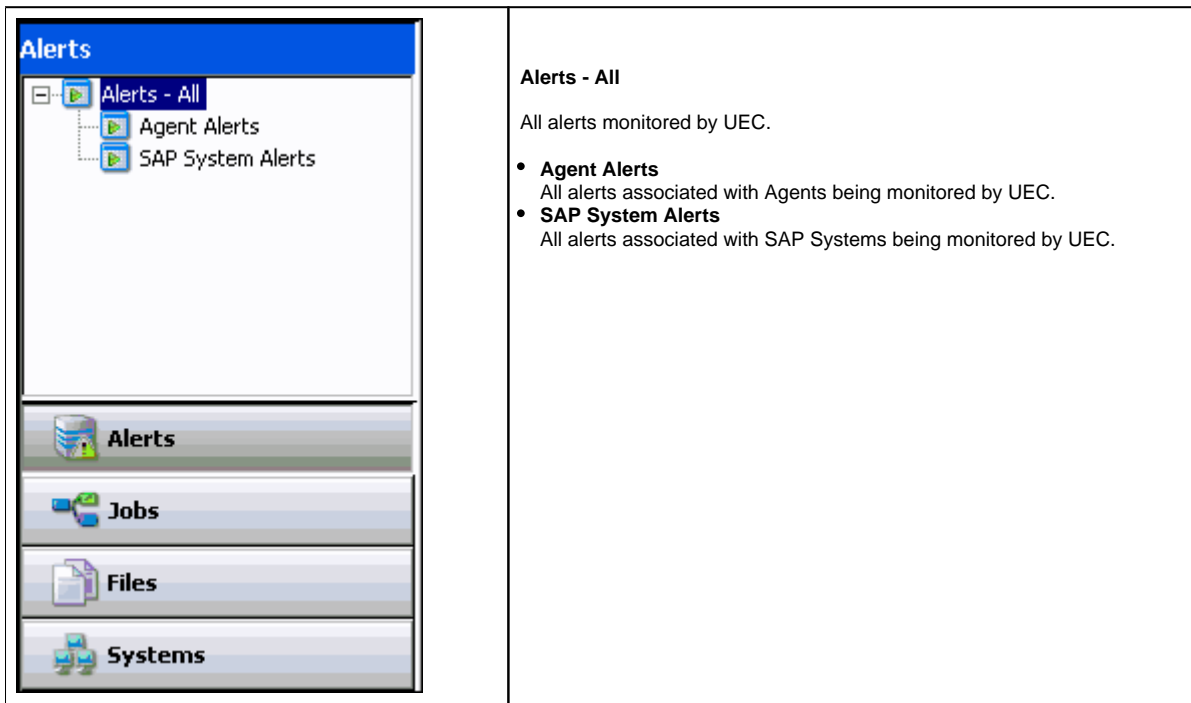 Alerts
Alerts - All
Agent Alerts
SAP System Alerts
Alerts
Jobs
Files
Systems
Alerts - All
All alerts monitored by UEC.
• Agent Alerts
All alerts associated with Agents being monitored by UEC.
• SAP System Alerts
All alerts associated with SAP Systems being monitored by UEC.